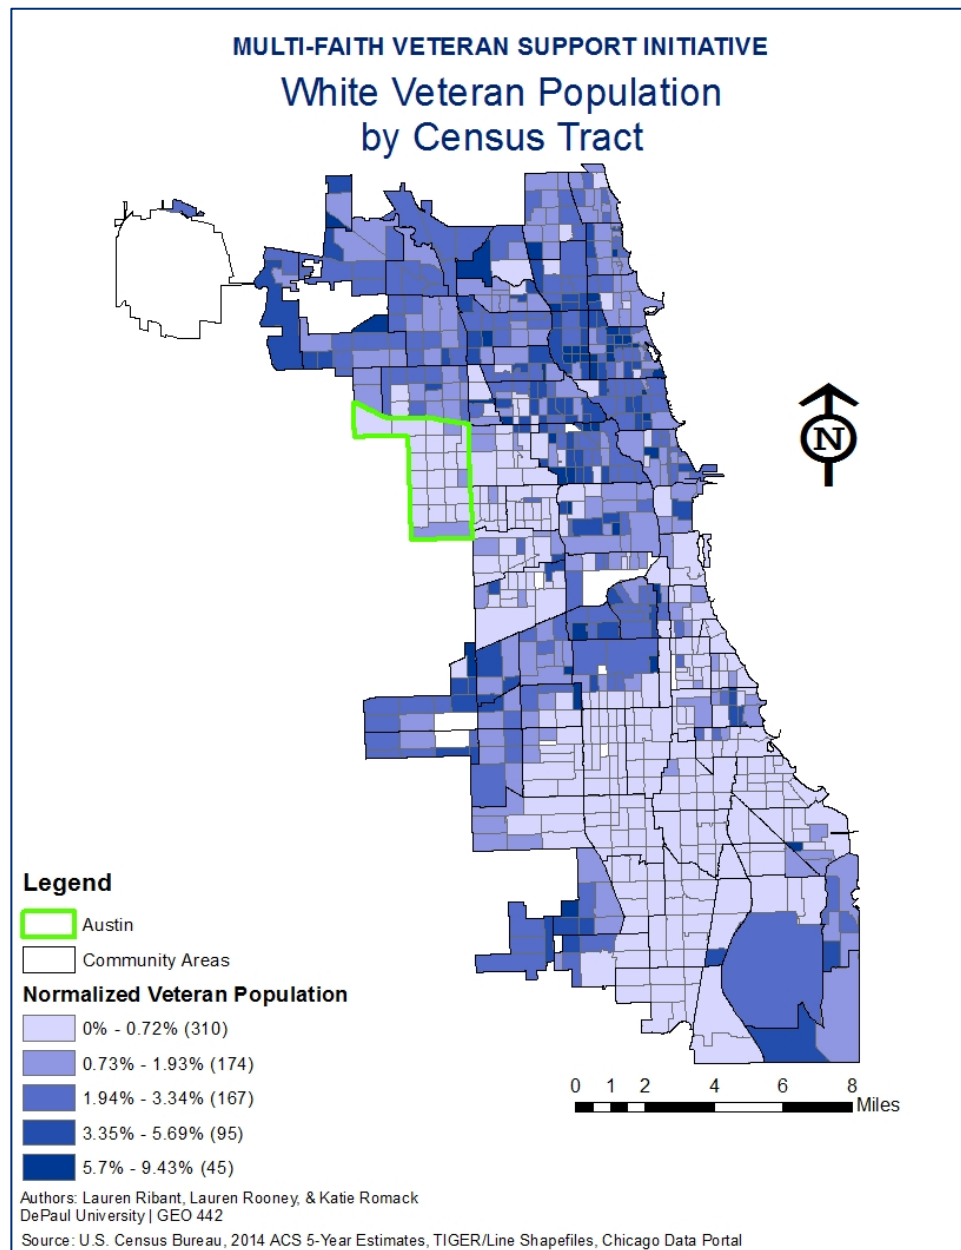 MULTI-FAITH VETERAN SUPPORT INITIATIVE
White Veteran Population
by Census Tract
N
Legend
Austin
Community Areas
Normalized Veteran Population
0% - 0.72% (310)
0.73% - 1.93% (174)
1.94% - 3.34% (167)
3.35% - 5.69% (95)
5.7% - 9.43% (45)
0 1 2 4 6 8
Miles
Authors: Lauren Ribant, Lauren Rooney, & Katie Romack
DePaul University | GEO 442
Source: U.S. Census Bureau, 2014 ACS 5-Year Estimates, TIGER/Line Shapefiles, Chicago Data Portal